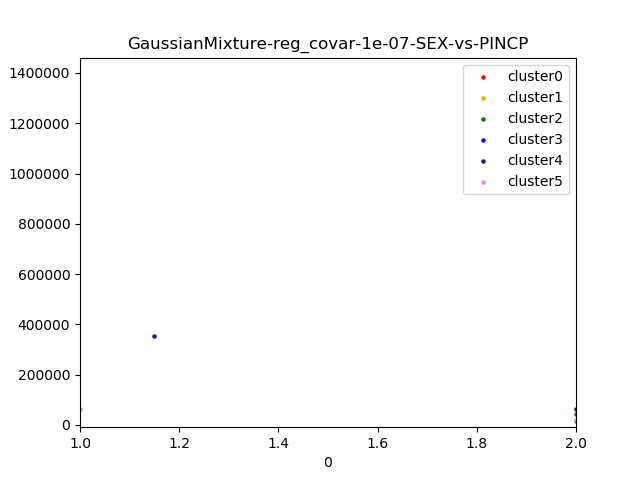 GaussianMixture-reg_covar-1e-07-SEX-vs-PINCP
1400000
1200000
1000000
800000
600000
400000
200000
0
cluster0
cluster1
cluster2
cluster3
cluster4
cluster5
1.0 1.2 1.4 1.6 1.8 2.0
0